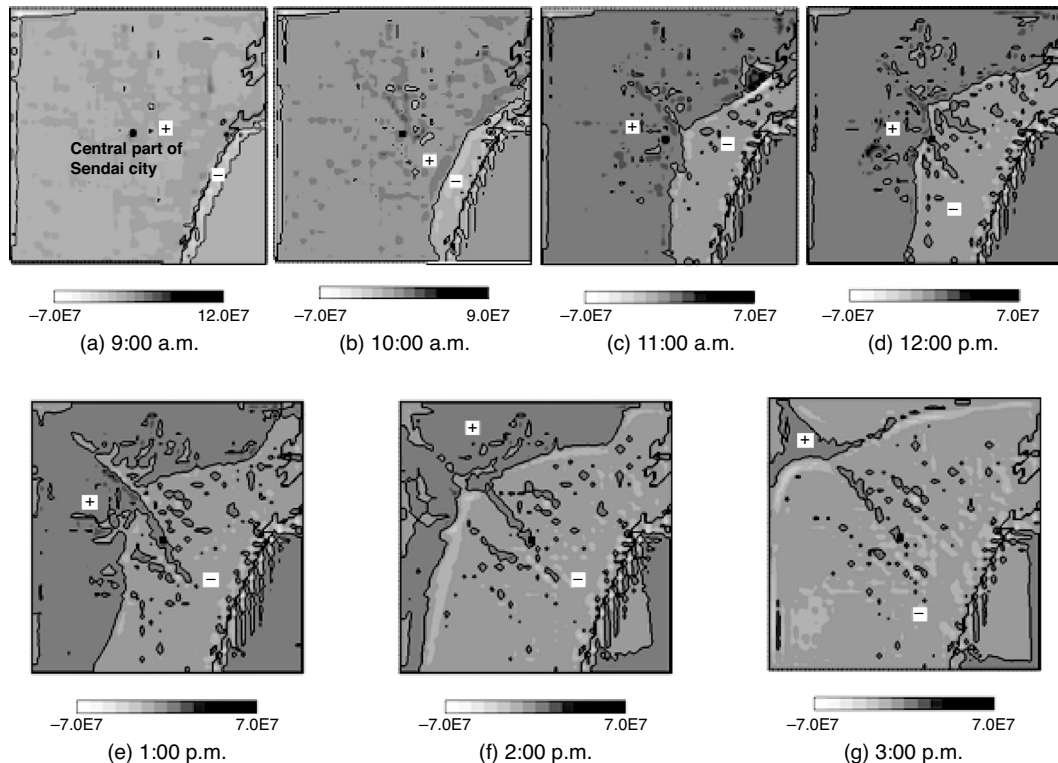 +
Central part of
Sendai city
−
+
−
+
−
+
−
−7.0E7 12.0E7
−7.0E7 9.0E7
−7.0E7 7.0E7
−7.0E7 7.0E7
(a) 9:00 a.m.
(b) 10:00 a.m.
(c) 11:00 a.m.
(d) 12:00 p.m.
+
−
+
−
+
−
−7.0E7 7.0E7
−7.0E7 7.0E7
−7.0E7 7.0E7
(e) 1:00 p.m.
(f) 2:00 p.m.
(g) 3:00 p.m.